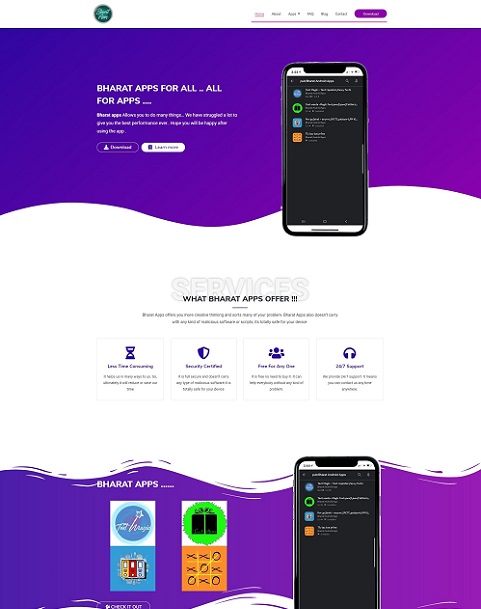 Home About Apps FAQ Blog Contact Download
BHARAT APPS FOR ALL .. ALL
FOR APPS ....
Bharat apps Allows you to do many things... We have struggled a lot to
give you the best performance ever. Hope you will be happy after
using the app .
Download Learn more
SERVICES
WHAT BHARAT APPS OFFER !!!
Bharat Apps offers you more creative thinking and sorts many of your problem. Bharat Apps also doesn't carry
with any kind of malicious software or scripts, its totally safe for your device
Less Time Consuming
It helps us in many ways to us. So,
ultimately it will reduce or save our
time.
Security Certified
It is full secure and doesn't carry
any type of malicious software it is
totally safe for your device
Free For Any One
It is free no need to buy it. It can
help everybody without any kind of
problem.
24/7 Support
We provide 24/7 support. It means
you can contact us any time
anywhere.
BHARAT APPS ......
CHECK IT OUT